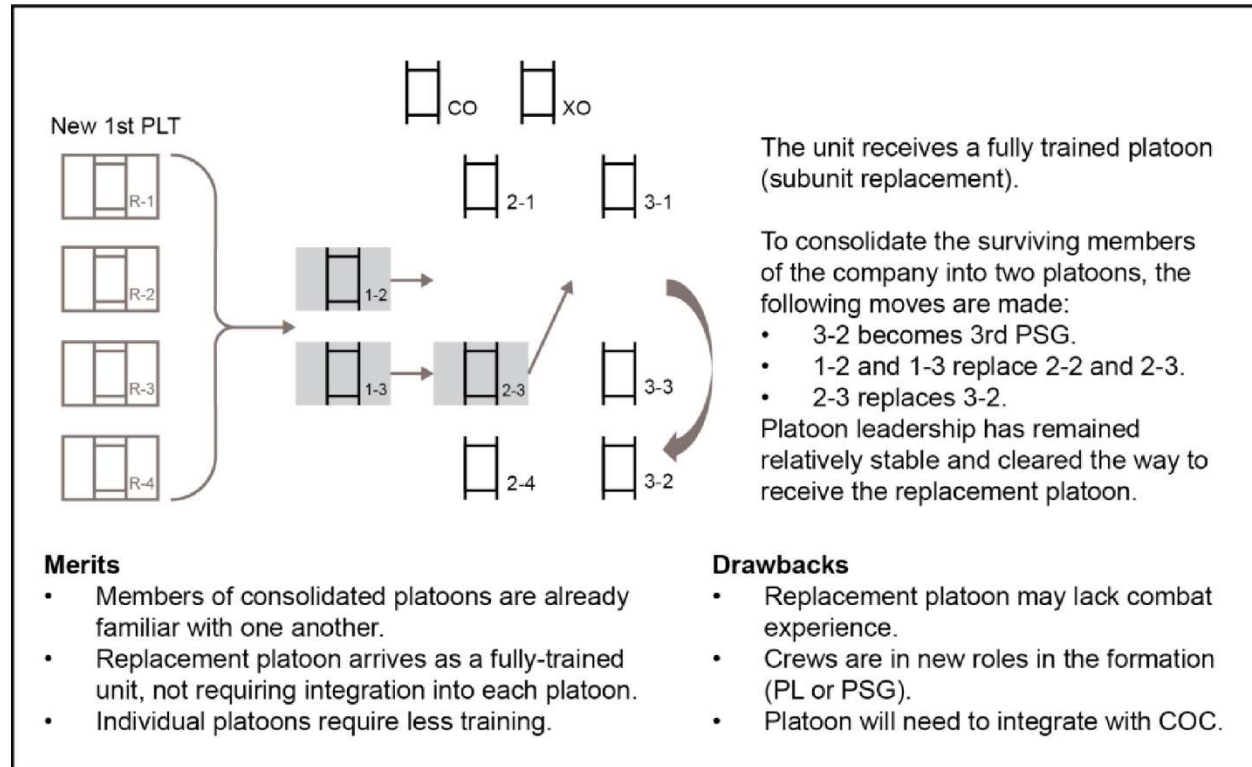 CO
XO
New 1st PLT
R-1
2-1
3-1
R-2
1-2
R-3
1-3
2-3
3-3
R-4
2-4
3-2
The unit receives a fully trained platoon
(subunit replacement).
To consolidate the surviving members
of the company into two platoons, the
following moves are made:
• 3-2 becomes 3rd PSG.
• 1-2 and 1-3 replace 2-2 and 2-3.
• 2-3 replaces 3-2.
Platoon leadership has remained
relatively stable and cleared the way to
receive the replacement platoon.
Merits
• Members of consolidated platoons are already
familiar with one another.
• Replacement platoon arrives as a fully-trained
unit, not requiring integration into each platoon.
• Individual platoons require less training.
Drawbacks
• Replacement platoon may lack combat
experience.
• Crews are in new roles in the formation
(PL or PSG).
• Platoon will need to integrate with COC.